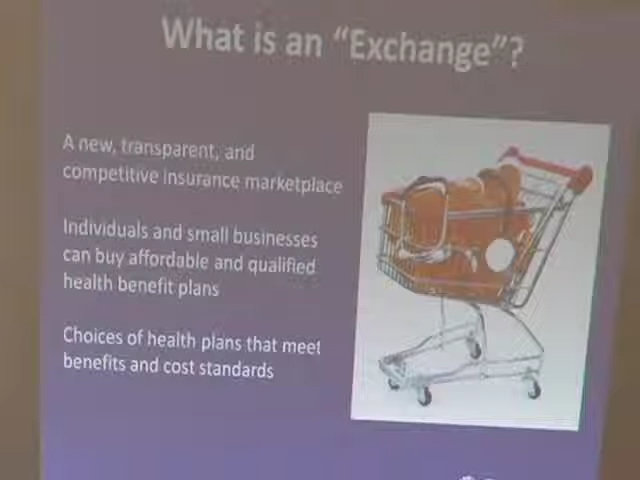 What is an “Exchange”?
A new, transparent, and
competitive insurance marketplace
Individuals and small businesses
can buy affordable and qualified
health benefit plans
Choices of health plans that meet
benefits and cost standards